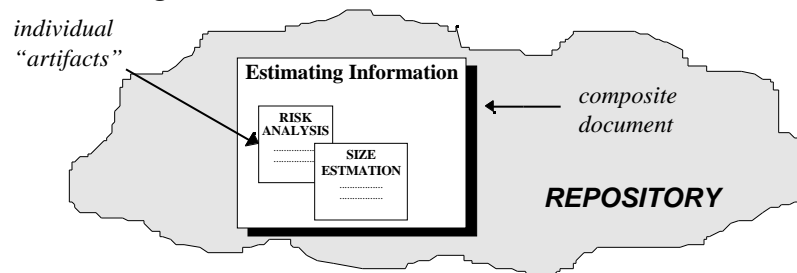 individual
“artifacts”
Estimating Information
RISK
ANALYSIS
SIZE
ESTMATION
composite
document
REPOSITORY